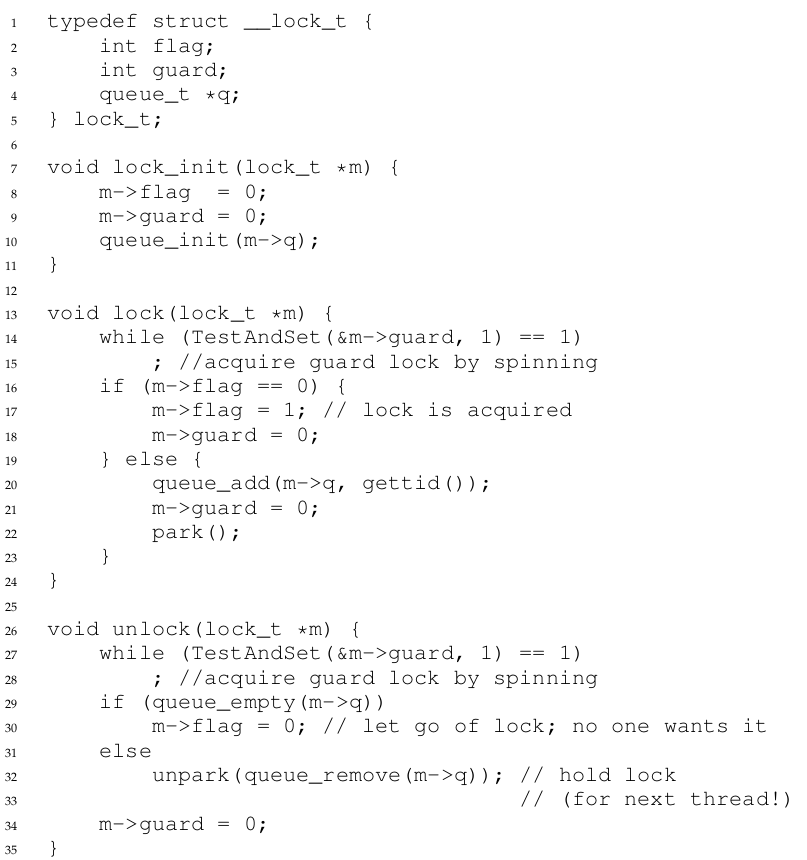 1 typedef struct __lock_t {
2     int flag;
3     int guard;
4     queue_t *q;
5 } lock_t;
6
7 void lock_init(lock_t *m) {
8     m->flag  = 0;
9     m->guard = 0;
10     queue_init(m->q);
11 }
12
13 void lock(lock_t *m) {
14     while (TestAndSet(&m->guard, 1) == 1)
15         ; //acquire guard lock by spinning
16     if (m->flag == 0) {
17         m->flag = 1; // lock is acquired
18         m->guard = 0;
19     } else {
20         queue_add(m->q, gettid());
21         m->guard = 0;
22         park();
23     }
24 }
25
26 void unlock(lock_t *m) {
27     while (TestAndSet(&m->guard, 1) == 1)
28         ; //acquire guard lock by spinning
29     if (queue_empty(m->q))
30         m->flag = 0; // let go of lock; no one wants it
31     else
32         unpark(queue_remove(m->q)); // hold lock
33                                     // (for next thread!)
34     m->guard = 0;
35 }